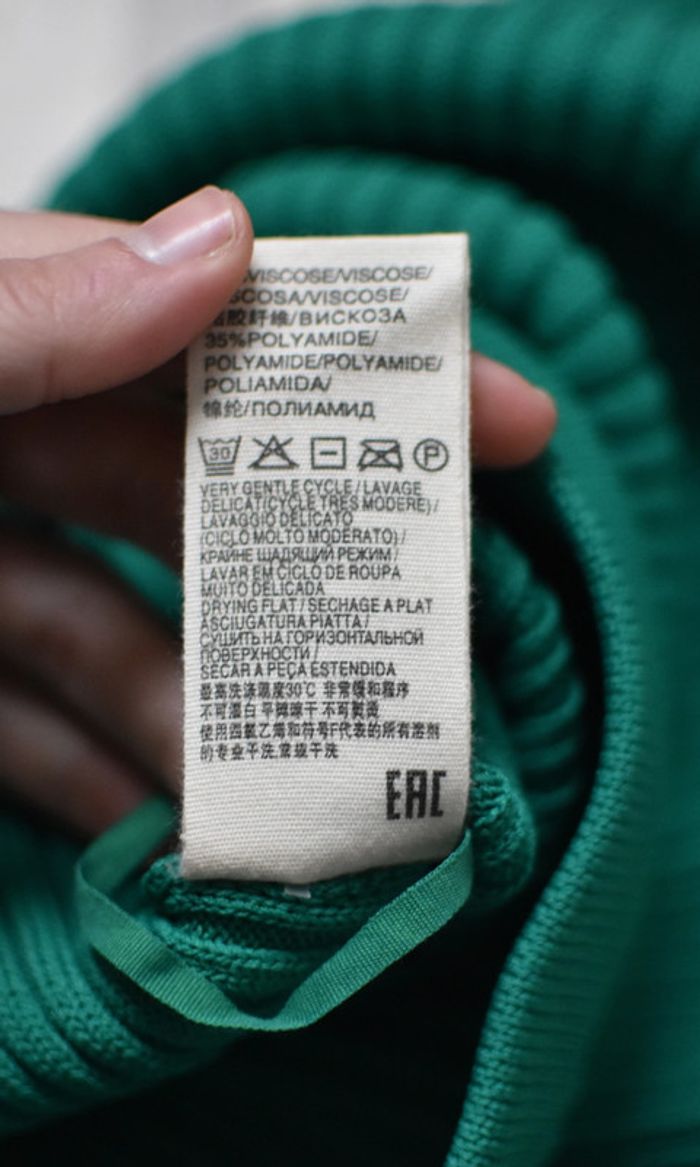 VISCOSE/VISCOSE/
VISCOSE/
胶纤维/ВИСКОЗА
35%POLYAMIDE/
POLYAMIDE/POLYAMIDE/
POLIAMIDA/
锦纶/ПОЛИАМИД
30 P
VERY GENTLE CYCLE / LAVAGE
DELICAT(CYCLE TRES MODERE) /
LAVAGGIO DELICATO
(CICLO MOLTO MODERATO) /
КРАЙНЕ ЩАДЯЩИЙ РЕЖИМ /
LAVAR EM CICLO DE ROUPA
MUITO DELICADA
DRYING FLAT / SECHAGE A PLAT
ASCIUGATURA PIATTA /
СУШИТЬ НА ГОРИЗОНТАЛЬНОЙ
ПОВЕРХНОСТИ /
SECAR A PEÇA ESTENDIDA
最高洗涤温度30°C 非常缓和程序
不可漂白 平摊晾干 不可熨烫
使用四氯乙烯和符号F代表的所有溶剂
的专业干洗,常规干洗
EAC